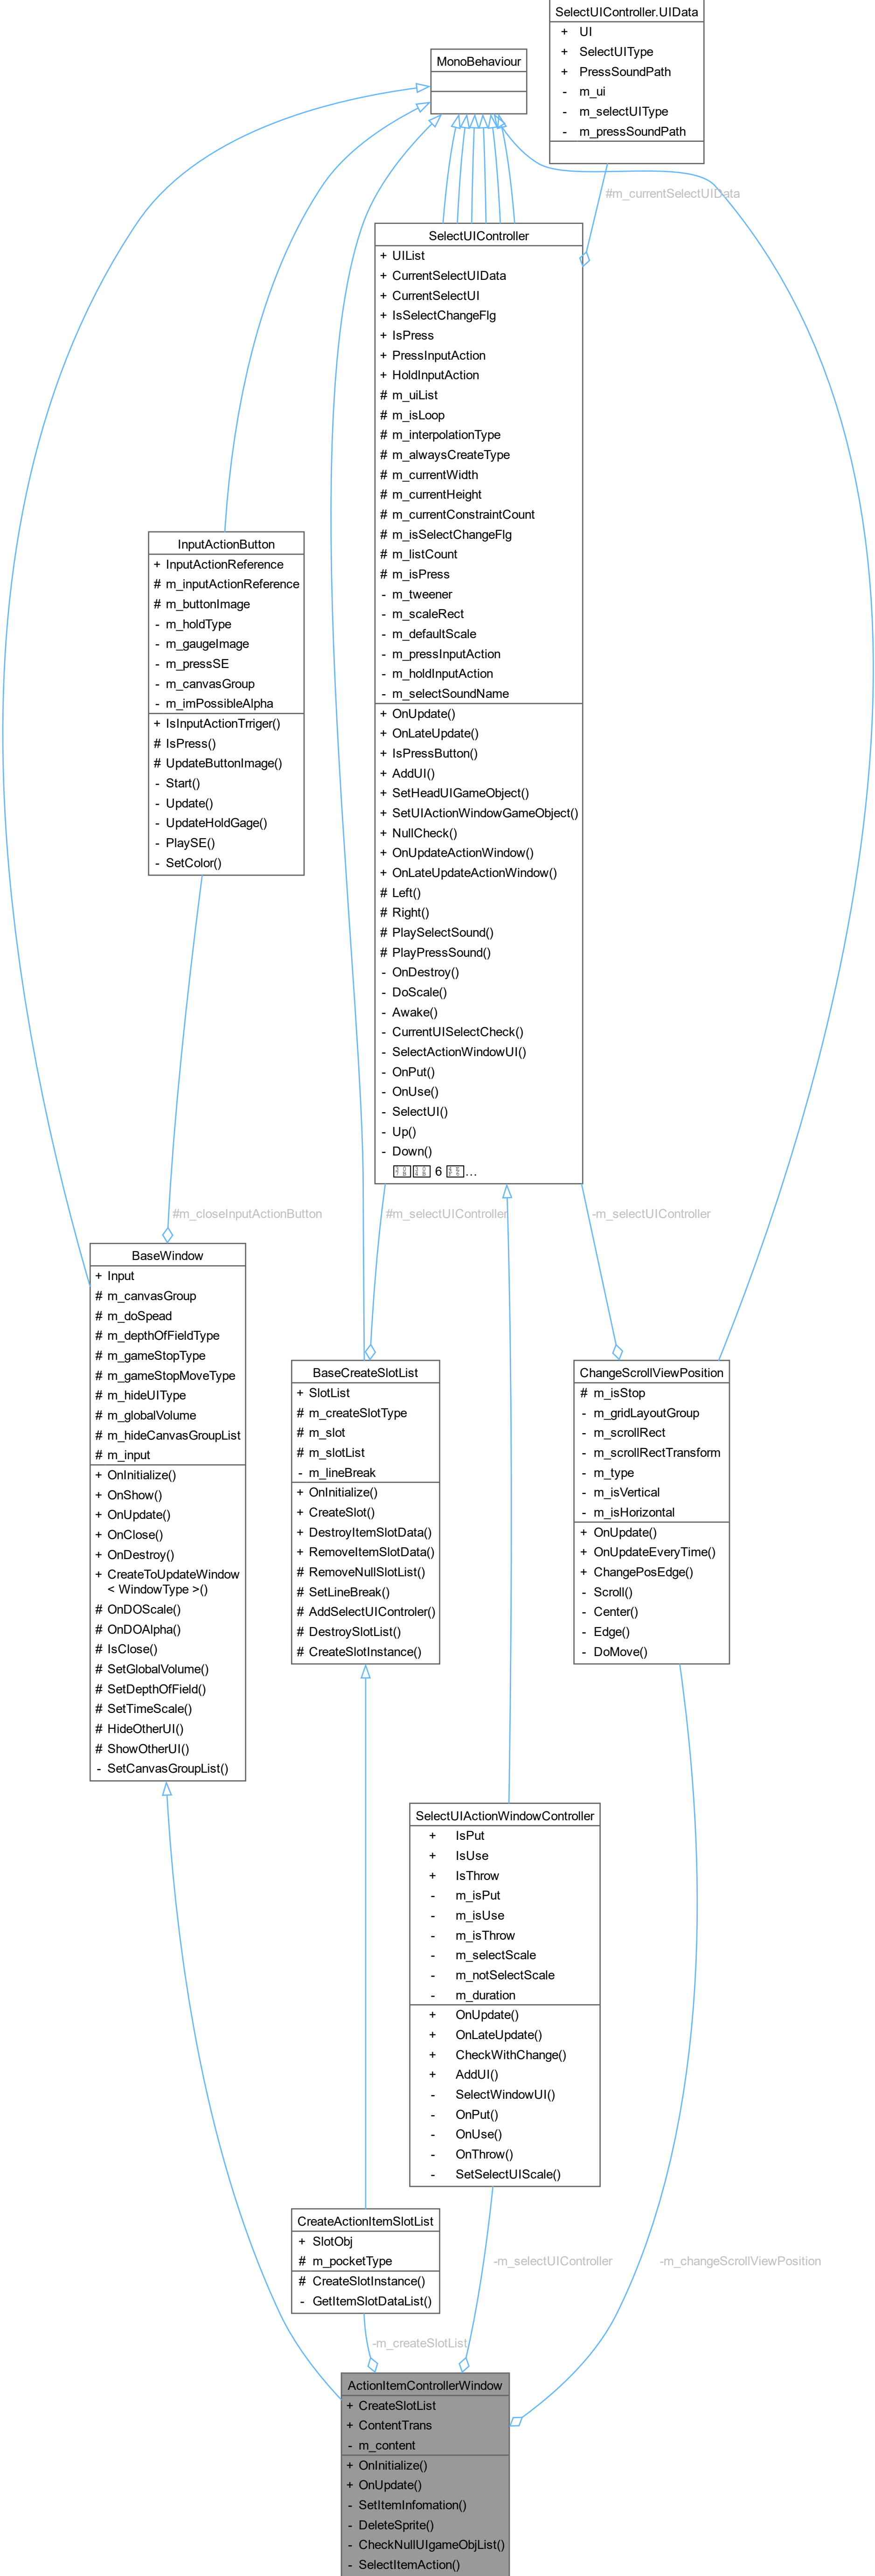 SelectUIController.UIData
+ UI
+ SelectUIType
+ PressSoundPath
- m_ui
- m_selectUIType
- m_pressSoundPath
MonoBehaviour
#m_currentSelectUIData
SelectUIController
+ UIList
+ CurrentSelectUIData
+ CurrentSelectUI
+ IsSelectChangeFlg
+ IsPress
+ PressInputAction
+ HoldInputAction
# m_uiList
# m_isLoop
# m_interpolationType
# m_alwaysCreateType
# m_currentWidth
# m_currentHeight
# m_currentConstraintCount
# m_isSelectChangeFlg
# m_listCount
# m_isPress
- m_tweener
- m_scaleRect
- m_defaultScale
- m_pressInputAction
- m_holdInputAction
- m_selectSoundName
+ OnUpdate()
+ OnLateUpdate()
+ IsPressButton()
+ AddUI()
+ SetHeadUIGameObject()
+ SetUIActionWindowGameObject()
+ NullCheck()
+ OnUpdateActionWindow()
+ OnLateUpdateActionWindow()
# Left()
# Right()
# PlaySelectSound()
# PlayPressSound()
- OnDestroy()
- DoScale()
- Awake()
- CurrentUISelectCheck()
- SelectActionWindowUI()
- OnPut()
- OnUse()
- SelectUI()
- Up()
- Down()
6 ...
InputActionButton
+ InputActionReference
# m_inputActionReference
# m_buttonImage
- m_holdType
- m_gaugeImage
- m_pressSE
- m_canvasGroup
- m_imPossibleAlpha
+ IsInputActionTrriger()
# IsPress()
# UpdateButtonImage()
- Start()
- Update()
- UpdateHoldGage()
- PlaySE()
- SetColor()
#m_closeInputActionButton
#m_selectUIController
-m_selectUIController
BaseWindow
+ Input
# m_canvasGroup
# m_doSpead
# m_depthOfFieldType
# m_gameStopType
# m_gameStopMoveType
# m_hideUIType
# m_globalVolume
# m_hideCanvasGroupList
# m_input
+ OnInitialize()
+ OnShow()
+ OnUpdate()
+ OnClose()
+ OnDestroy()
+ CreateToUpdateWindow
< WindowType >()
# OnDOScale()
# OnDOAlpha()
# IsClose()
# SetGlobalVolume()
# SetDepthOfField()
# SetTimeScale()
# HideOtherUI()
# ShowOtherUI()
- SetCanvasGroupList()
BaseCreateSlotList
+ SlotList
# m_createSlotType
# m_slot
# m_slotList
- m_lineBreak
+ OnInitialize()
+ CreateSlot()
+ DestroyItemSlotData()
+ RemoveItemSlotData()
# RemoveNullSlotList()
# SetLineBreak()
# AddSelectUIControler()
# DestroySlotList()
# CreateSlotInstance()
ChangeScrollViewPosition
# m_isStop
- m_gridLayoutGroup
- m_scrollRect
- m_scrollRectTransform
- m_type
- m_isVertical
- m_isHorizontal
+ OnUpdate()
+ OnUpdateEveryTime()
+ ChangePosEdge()
- Scroll()
- Center()
- Edge()
- DoMove()
SelectUIActionWindowController
+ IsPut
+ IsUse
+ IsThrow
- m_isPut
- m_isUse
- m_isThrow
- m_selectScale
- m_notSelectScale
- m_duration
+ OnUpdate()
+ OnLateUpdate()
+ CheckWithChange()
+ AddUI()
- SelectWindowUI()
- OnPut()
- OnUse()
- OnThrow()
- SetSelectUIScale()
CreateActionItemSlotList
+ SlotObj
# m_pocketType
# CreateSlotInstance()
- GetItemSlotDataList()
-m_selectUIController
-m_changeScrollViewPosition
-m_createSlotList
ActionItemControllerWindow
+ CreateSlotList
+ ContentTrans
- m_content
+ OnInitialize()
+ OnUpdate()
- SetItemInfomation()
- DeleteSprite()
- CheckNullUIgameObjList()
- SelectItemAction()